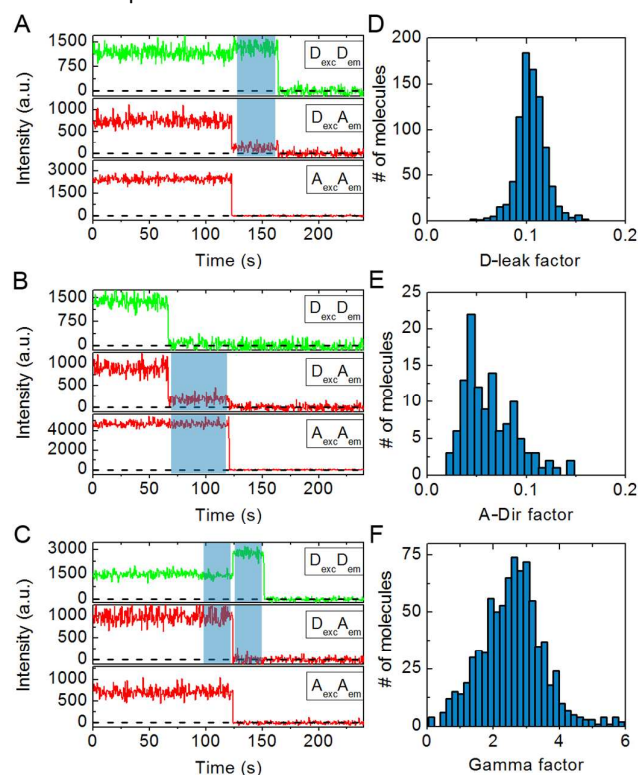 A
Intensity (a.u.)
1500
750
0
DexcDem
1000
500
0
DexcAem
3000
1500
0
AexcAem
0 50 100 150 200
Time (s)
B
Intensity (a.u.)
1500
750
0
DexcDem
1000
500
0
DexcAem
4000
2000
0
AexcAem
0 50 100 150 200
Time (s)
C
Intensity (a.u.)
3000
1500
0
DexcDem
1000
500
0
DexcAem
1000
500
0
AexcAem
0 50 100 150 200
Time (s)
D
# of molecules
200
150
100
50
0
0.0 0.1 0.2
D-leak factor
E
# of molecules
25
20
15
10
5
0
0.0 0.1 0.2
A-Dir factor
F
# of molecules
75
50
25
0
0 2 4 6
Gamma factor